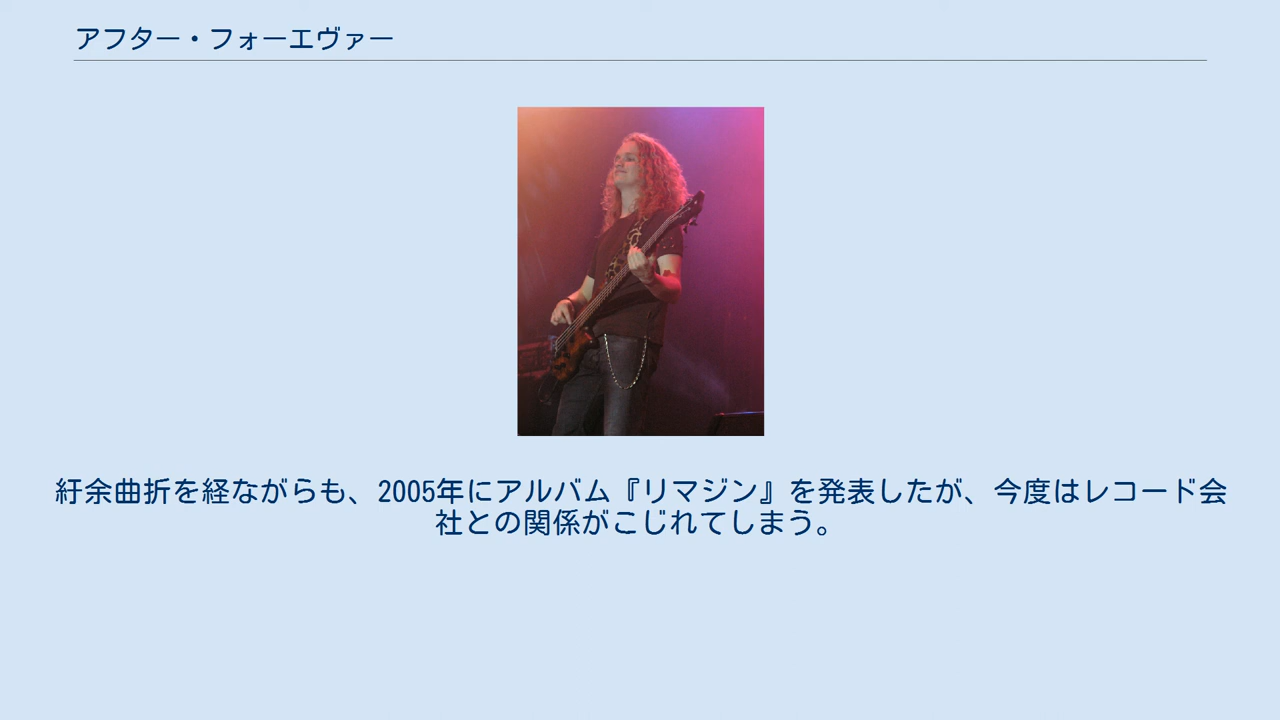 アフター・フォーエヴァー
紆余曲折を経ながらも、2005年にアルバム『リマジン』を発表したが、今度はレコード会
社との関係がこじれてしまう。